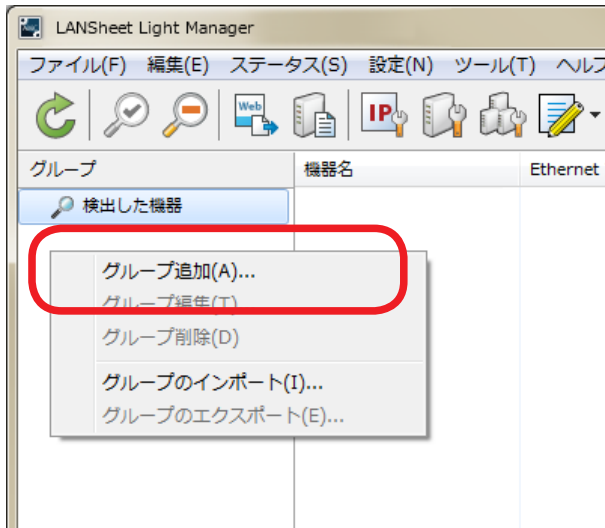 LANSheet Light Manager
ファイル(F) 編集(E) ステータス(S) 設定(N) ツール(T) ヘルプ
Web IP
グループ 機器名 Ethernet
検出した機器
グループ追加(A)...
グループ編集(T)
グループ削除(D)
グループのインポート(I)...
グループのエクスポート(E)...